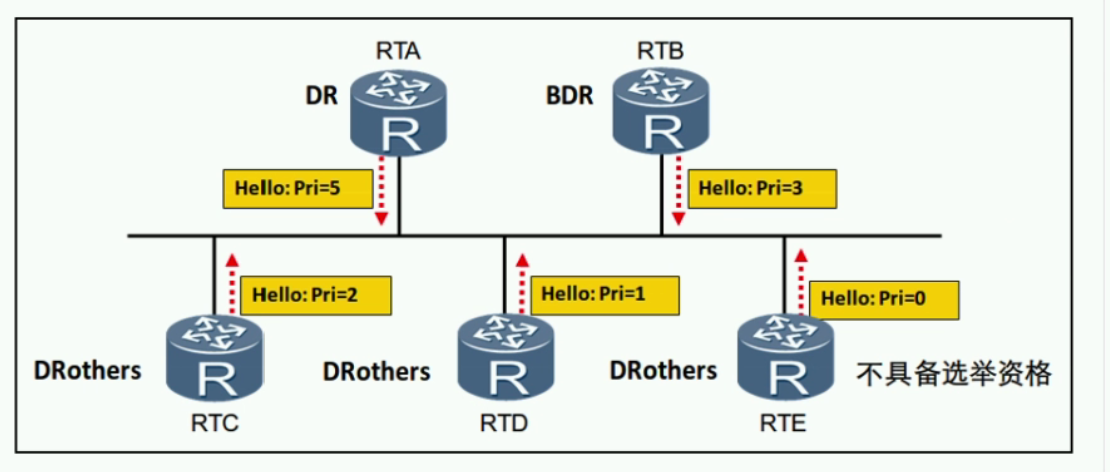 RTA
RTB
DR
BDR
R
R
Hello: Pri=5
Hello: Pri=3
Hello: Pri=2
Hello: Pri=1
Hello: Pri=0
DRothers
R
DRothers
R
DRothers
R
不具备选举资格
RTC
RTD
RTE